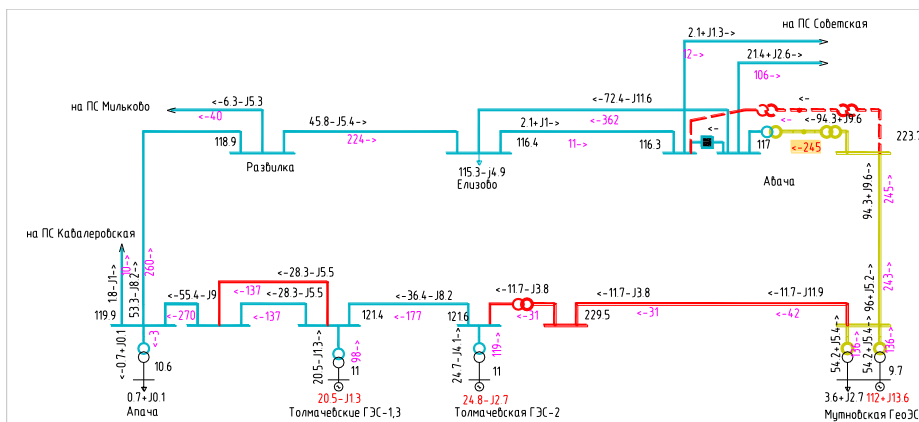 на ПС Советская
2.1+J1.3->
12->
21.4+J2.6->
106->
на ПС Мильково
<-6.3-J5.3
<-40
<-72.4-J11.6
<-362
<-
<-
<-
<-94.3+J9.6
<-245
45.8-J5.4->
224->
2.1+J1->
11->
118.9
Развилка
116.4
115.3-j4.9
Елизово
116.3
117
Авача
223.7
94.3+J9.6->
245->
на ПС Кавалеровская
1.8-J1->
10->
53.3-J8.2->
260->
<-28.3-J5.5
<-137
<-55.4-J9
<-270
<-28.3-J5.5
<-137
<-36.4-J8.2
<-177
<-11.7-J3.8
<-31
<-11.7-J3.8
<-31
<-11.7-J11.9
<-42
96+J5.2->
243->
119.9
121.4
121.6
229.5
<-0.7+J0.1
<-3
20.5-J13->
98->
24.7-J4.1->
119->
54.2+J5.4->
136->
54.2+J5.4->
136->
10.6
11
11
9.7
0.7+J0.1
20.5-J1.3
24.8-J2.7
3.6+J2.7
112+J13.6
Апача
Толмачевские ГЭС-1,3
Толмачевская ГЭС-2
Мутновская ГеоЭС